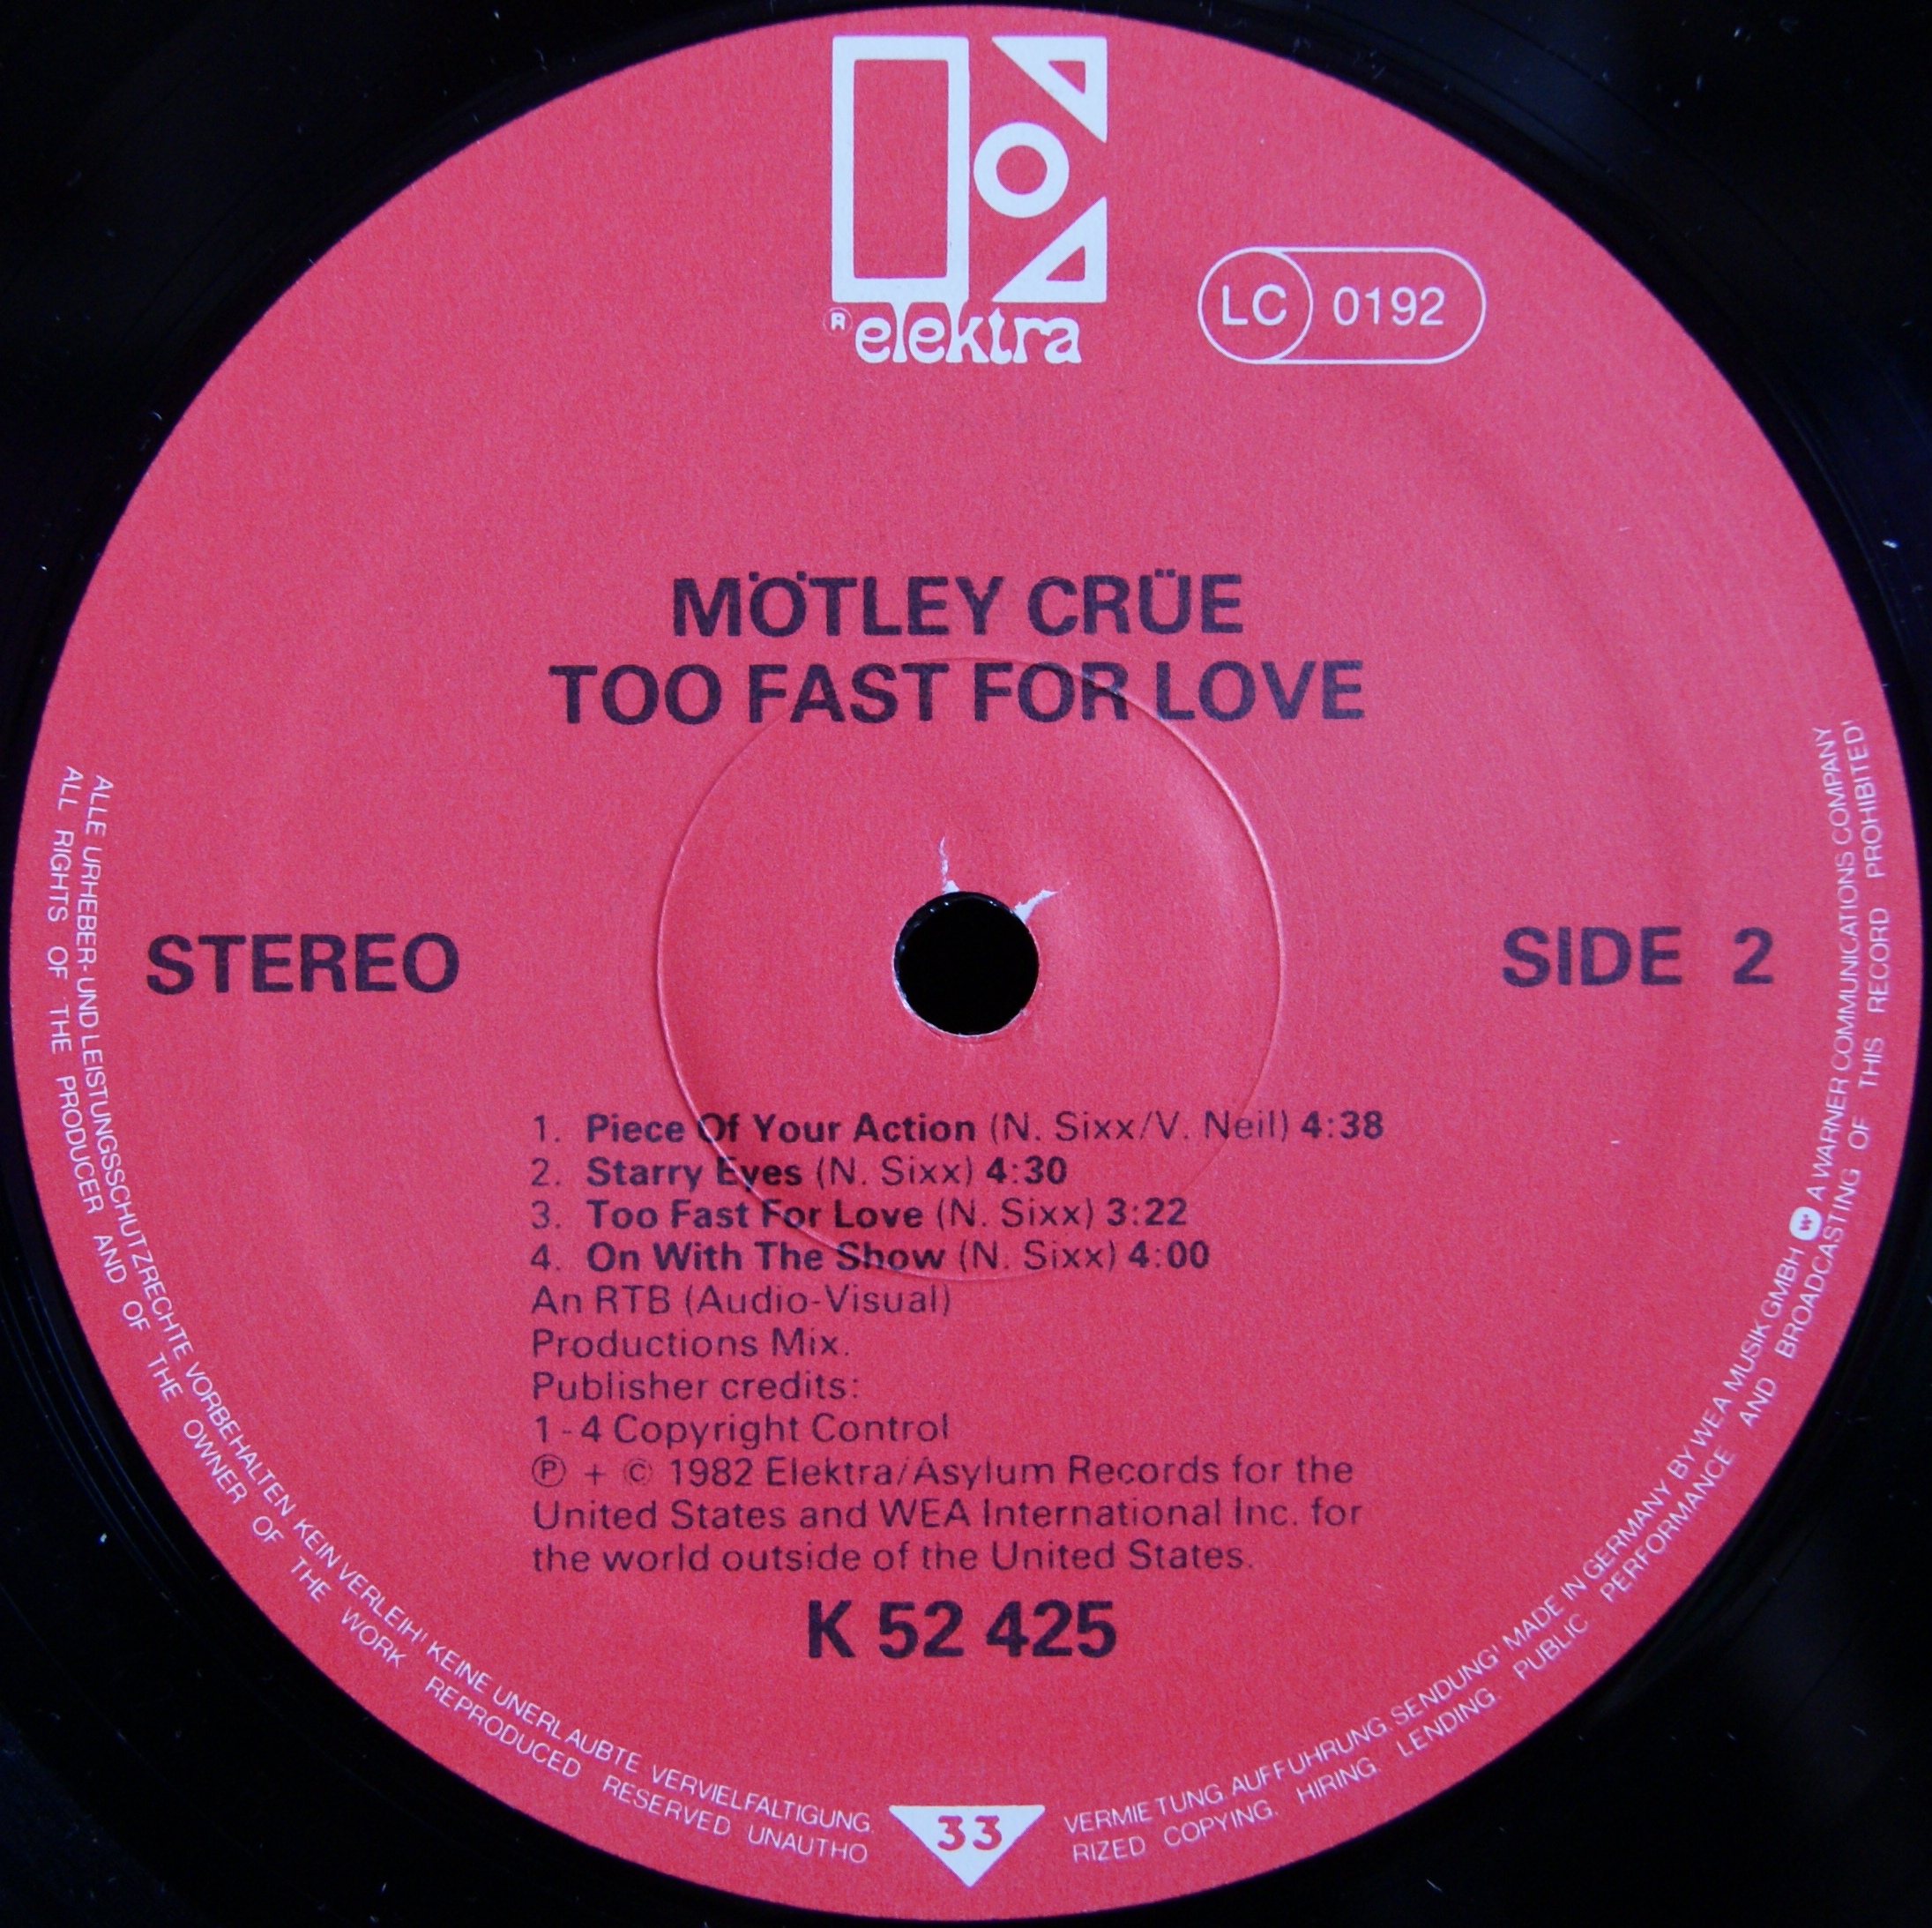 ® elektra
LC 0192
MÖTLEY CRÜE
TOO FAST FOR LOVE
STEREO
SIDE 2
1. Piece Of Your Action (N. Sixx/V. Neil) 4:38
2. Starry Eyes (N. Sixx) 4:30
3. Too Fast For Love (N. Sixx) 3:22
4. On With The Show (N. Sixx) 4:00
An RTB (Audio-Visual)
Productions Mix.
Publisher credits:
1-4 Copyright Control
℗ + © 1982 Elektra/Asylum Records for the
United States and WEA International Inc. for
the world outside of the United States.
K 52 425
33
ALLE URHEBER-UND LEISTUNGSSCHUTZRECHTE VORBEHALTEN KEIN VERLEIH' KEINE UNERLAUBTE VERVIELFALTIGUNG. VERMIETUNG. AUFFUHRUNG. SENDUNG' MADE IN GERMANY BY WEA MUSIK GMBH W A WARNER COMMUNICATIONS COMPANY
ALL RIGHTS OF THE PRODUCER AND OF THE OWNER OF THE WORK REPRODUCED RESERVED UNAUTHORIZED COPYING. HIRING. LENDING. PUBLIC PERFORMANCE AND BROADCASTING OF THIS RECORD PROHIBITED'